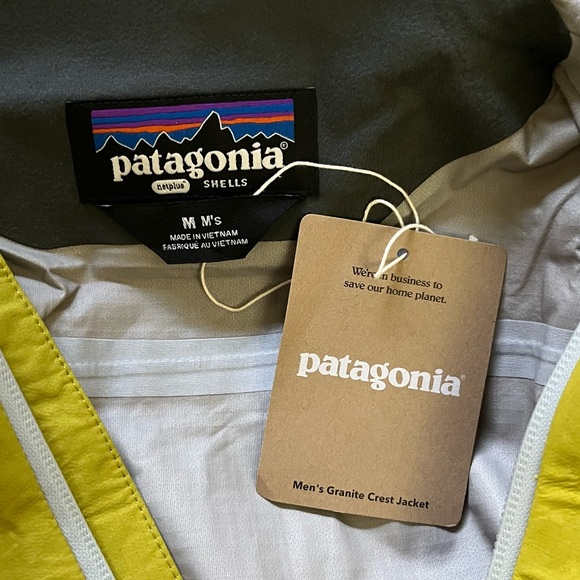 patagonia®
netplus® SHELLS
M M's
MADE IN VIETNAM
FABRIQUÉ AU VIETNAM
We're in business to
save our home planet.
patagonia®
Men's Granite Crest Jacket